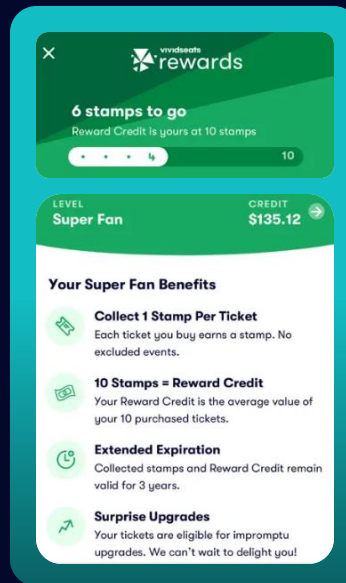 vividseats
rewards
6 stamps to go
Reward Credit is yours at 10 stamps
4 10
LEVEL CREDIT
Super Fan $135.12
Your Super Fan Benefits
Collect 1 Stamp Per Ticket
Each ticket you buy earns a stamp. No
excluded events.
10 Stamps = Reward Credit
Your Reward Credit is the average value of
your 10 purchased tickets.
Extended Expiration
Collected stamps and Reward Credit remain
valid for 3 years.
Surprise Upgrades
Your tickets are eligible for impromptu
upgrades. We can't wait to delight you!